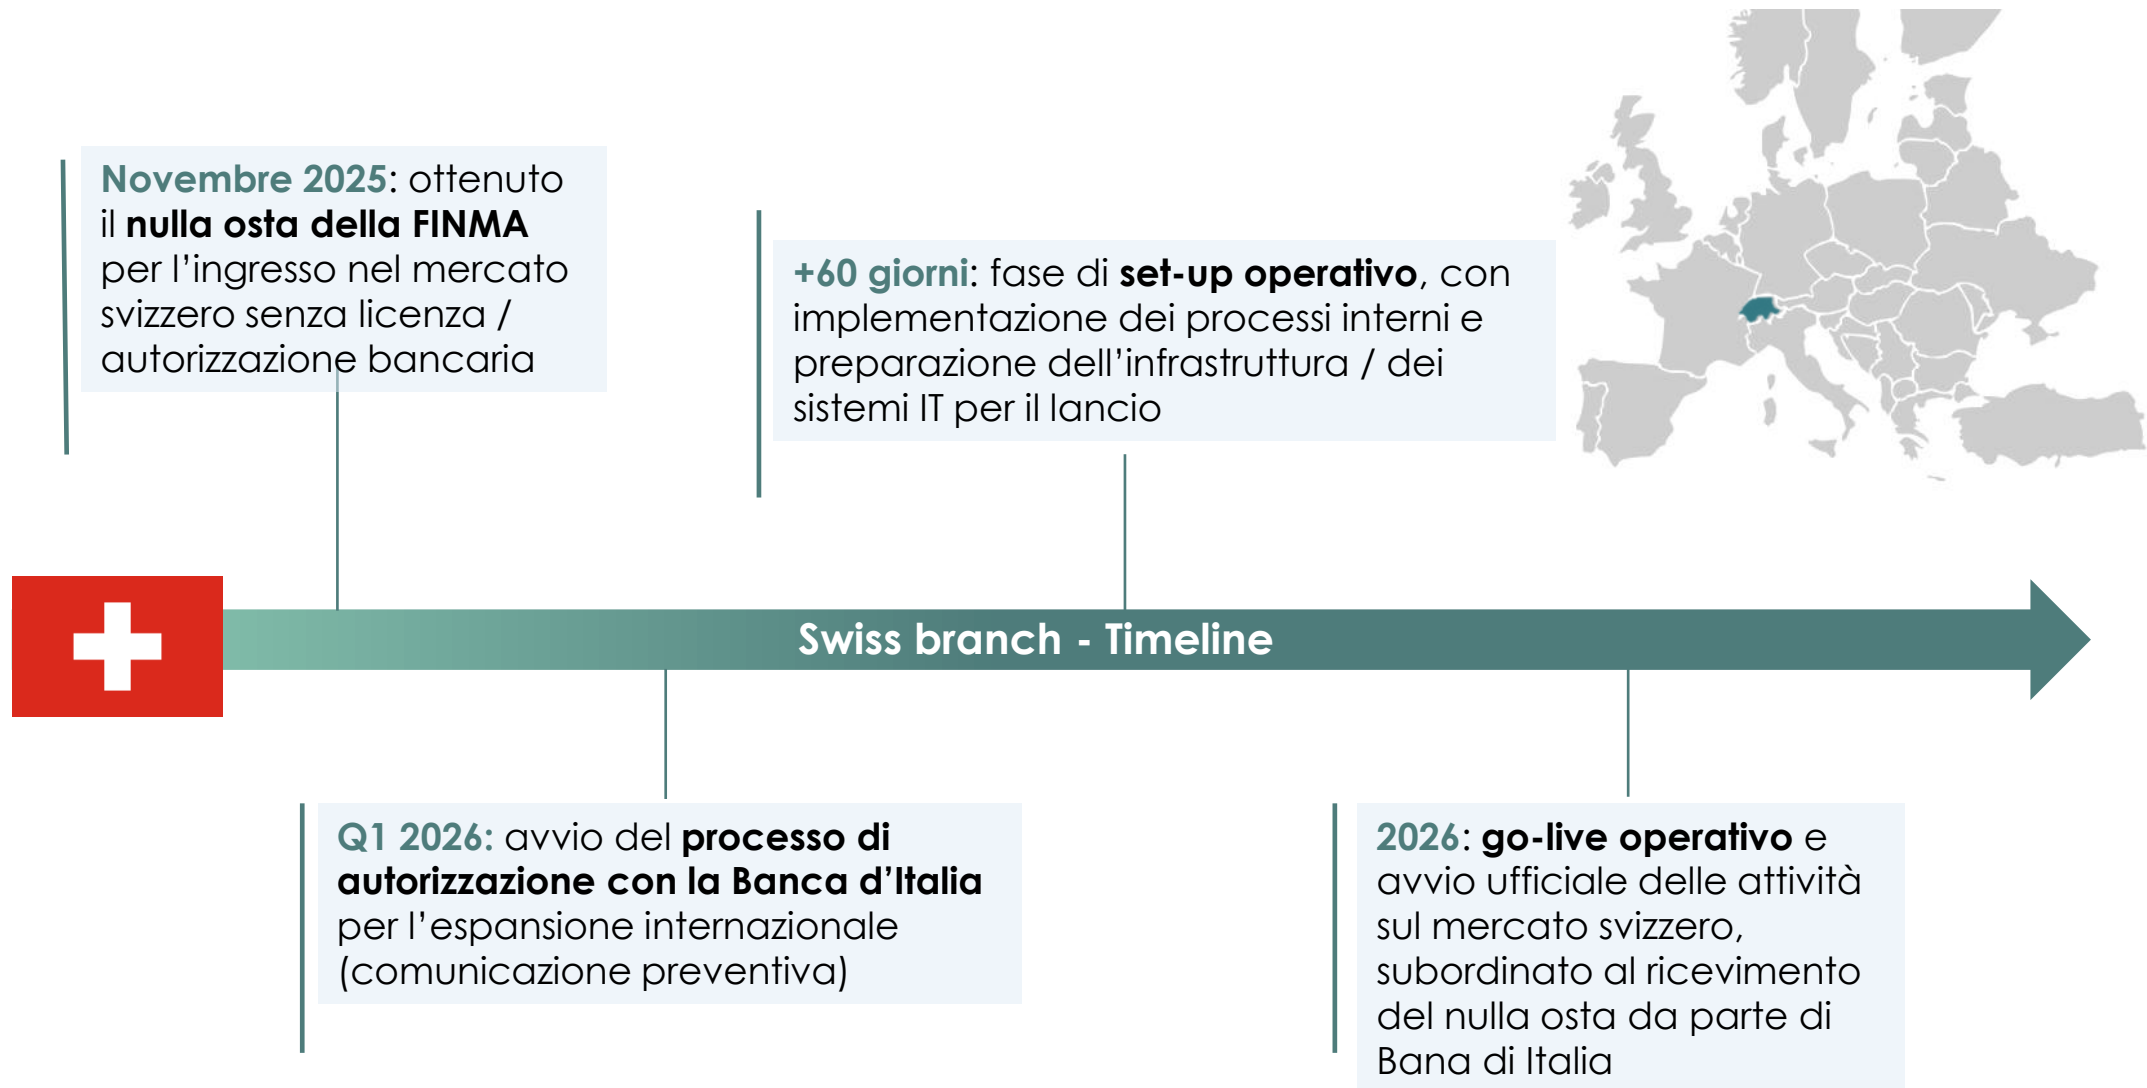 Novembre 2025: ottenuto
il nulla osta della FINMA
per l’ingresso nel mercato
svizzero senza licenza /
autorizzazione bancaria
+60 giorni: fase di set-up operativo, con
implementazione dei processi interni e
preparazione dell’infrastruttura / dei
sistemi IT per il lancio
Swiss branch - Timeline
Q1 2026: avvio del processo di
autorizzazione con la Banca d’Italia
per l’espansione internazionale
(comunicazione preventiva)
2026: go-live operativo e
avvio ufficiale delle attività
sul mercato svizzero,
subordinato al ricevimento
del nulla osta da parte di
Bana di Italia